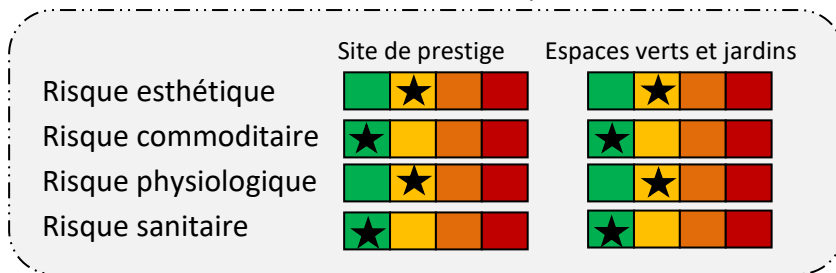 Site de prestige Espaces verts et jardins
Risque esthétique
Risque commoditaire
Risque physiologique
Risque sanitaire